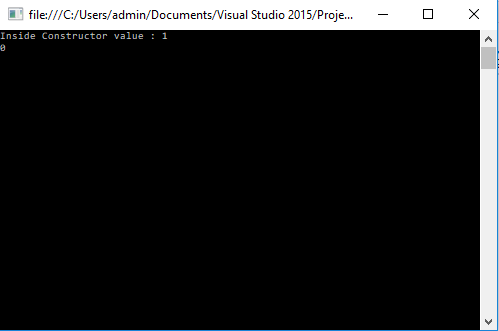 file:///C:/Users/admin/Documents/Visual Studio 2015/Proje...
Inside Constructor value : 1
0